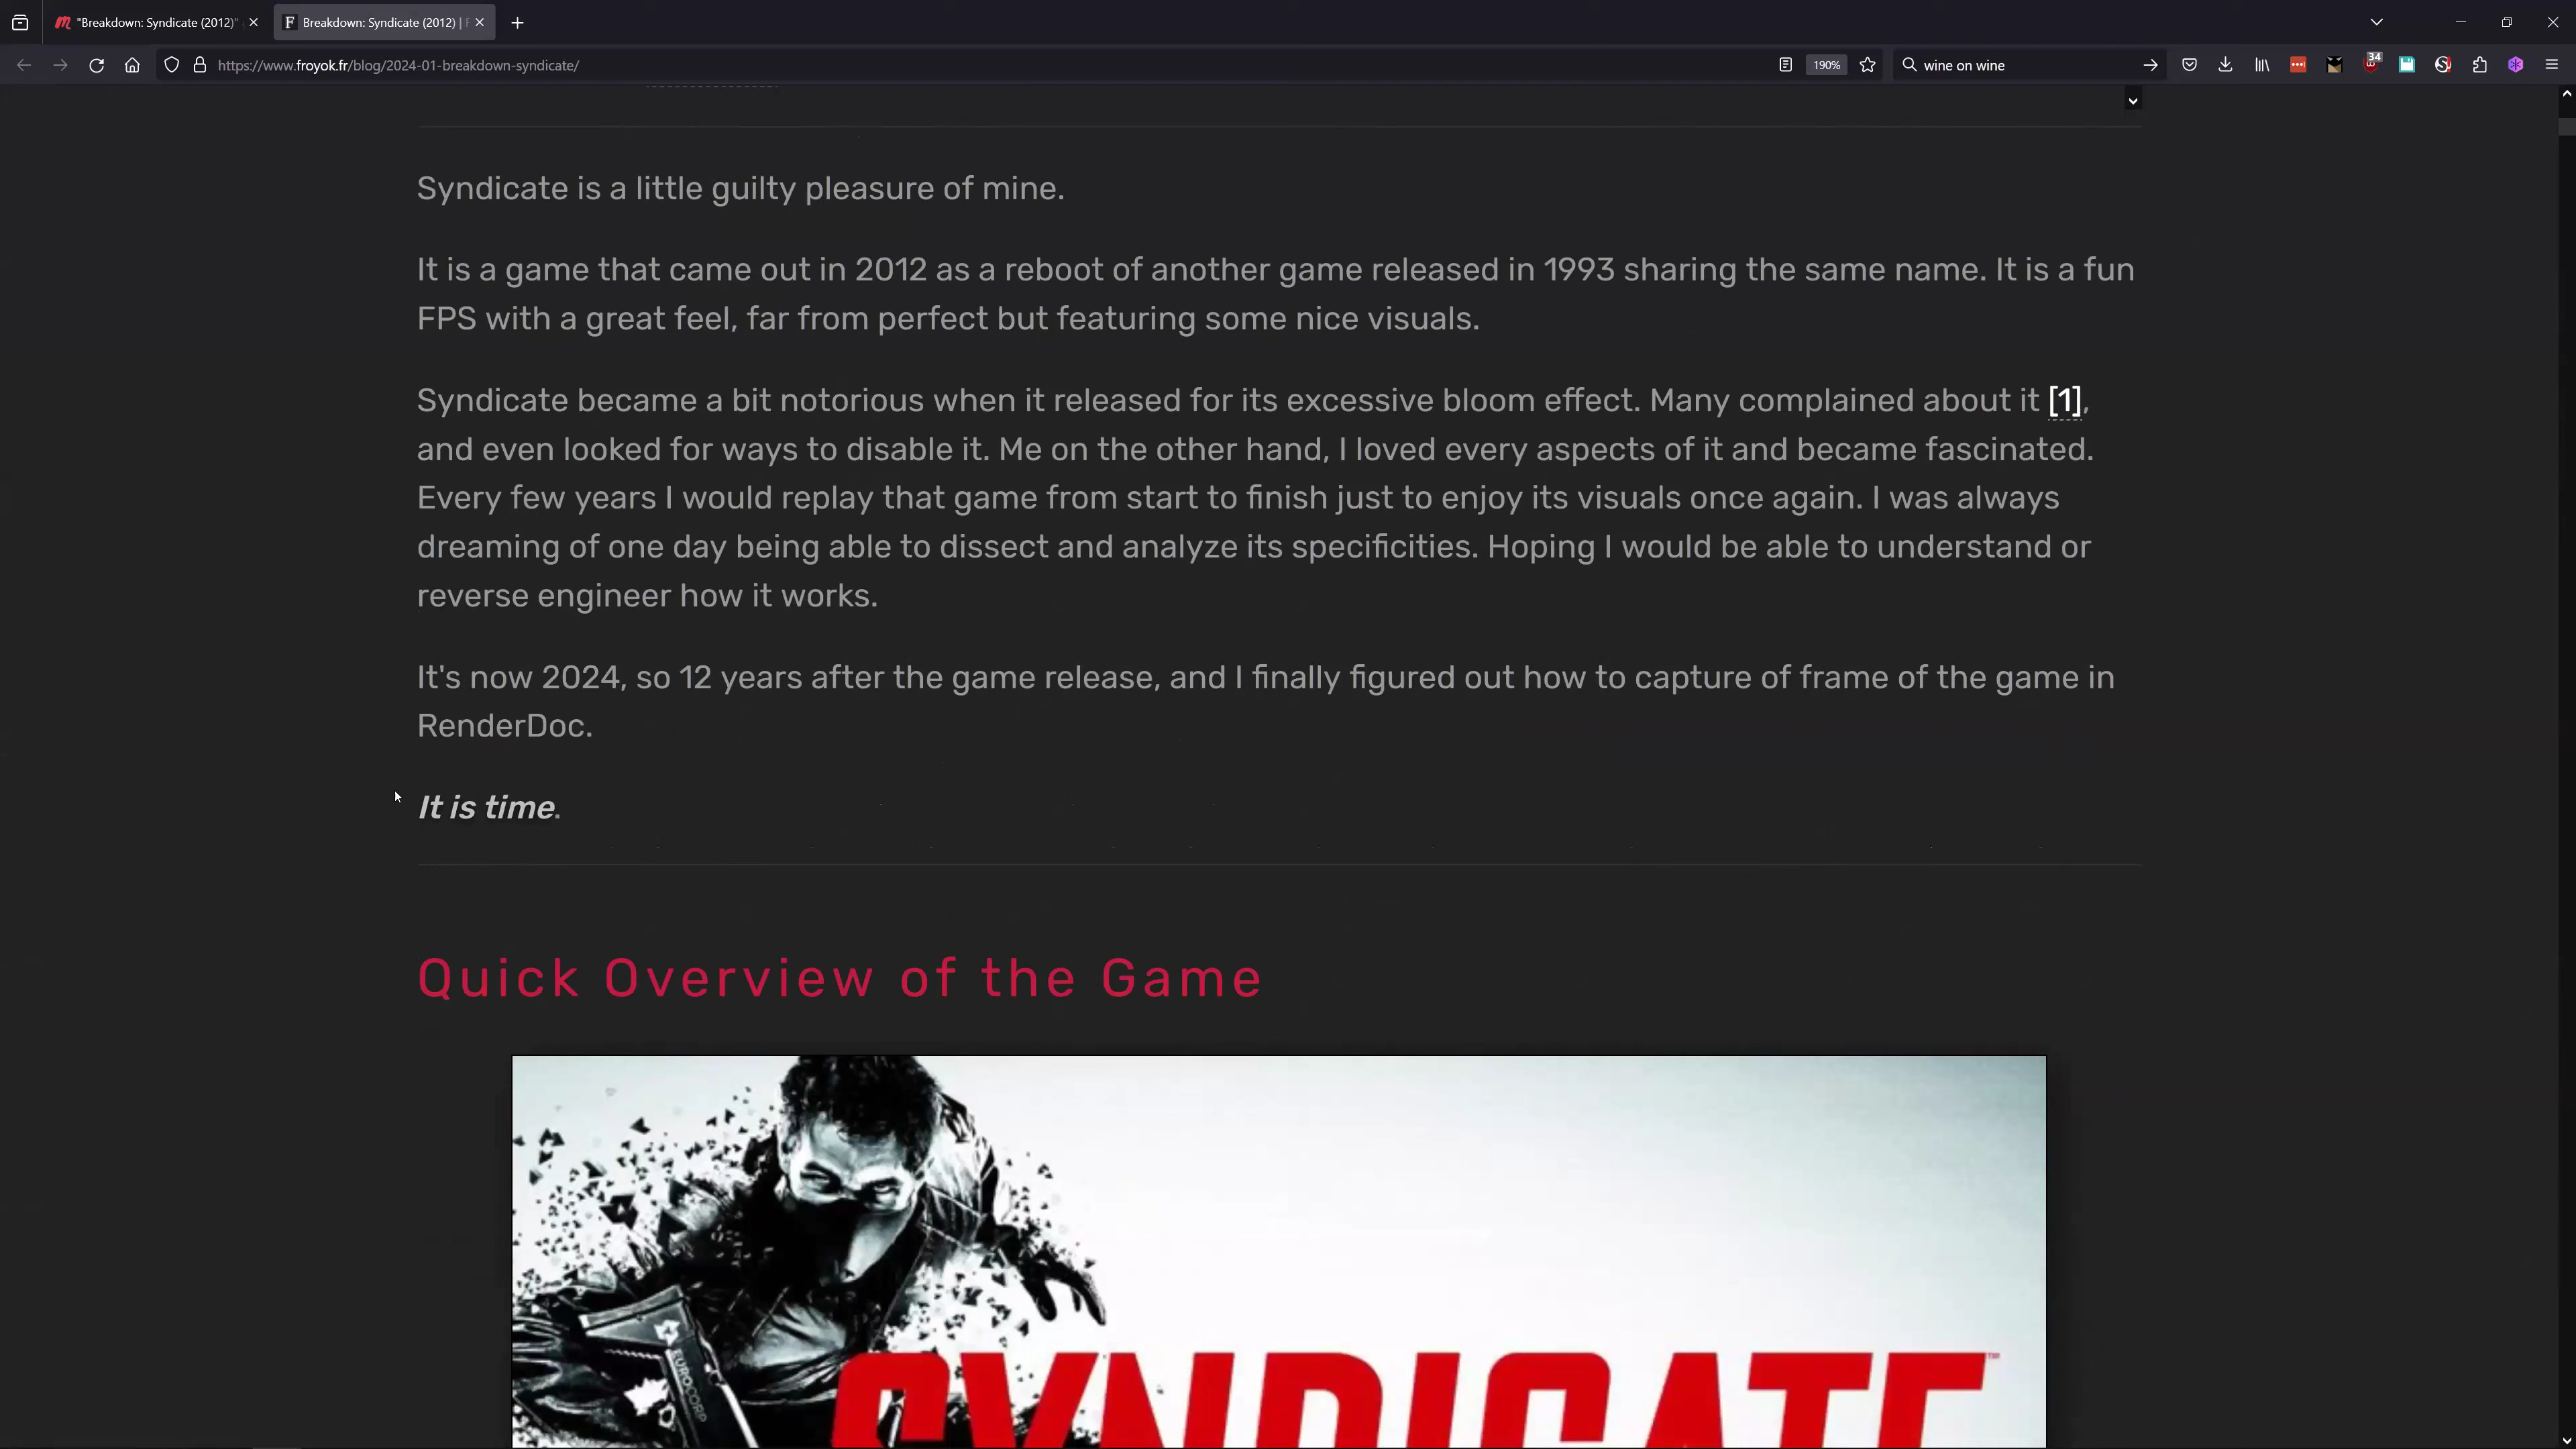 "Breakdown: Syndicate (2012)"
Breakdown: Syndicate (2012) | F
https://www.froyok.fr/blog/2024-01-breakdown-syndicate/
190%
wine on wine
34
Syndicate is a little guilty pleasure of mine.
It is a game that came out in 2012 as a reboot of another game released in 1993 sharing the same name. It is a fun
FPS with a great feel, far from perfect but featuring some nice visuals.
Syndicate became a bit notorious when it released for its excessive bloom effect. Many complained about it [1],
and even looked for ways to disable it. Me on the other hand, I loved every aspects of it and became fascinated.
Every few years I would replay that game from start to finish just to enjoy its visuals once again. I was always
dreaming of one day being able to dissect and analyze its specificities. Hoping I would be able to understand or
reverse engineer how it works.
It's now 2024, so 12 years after the game release, and I finally figured out how to capture of frame of the game in
RenderDoc.
It is time.
Quick Overview of the Game
EUROCORP
SYNDICATE™